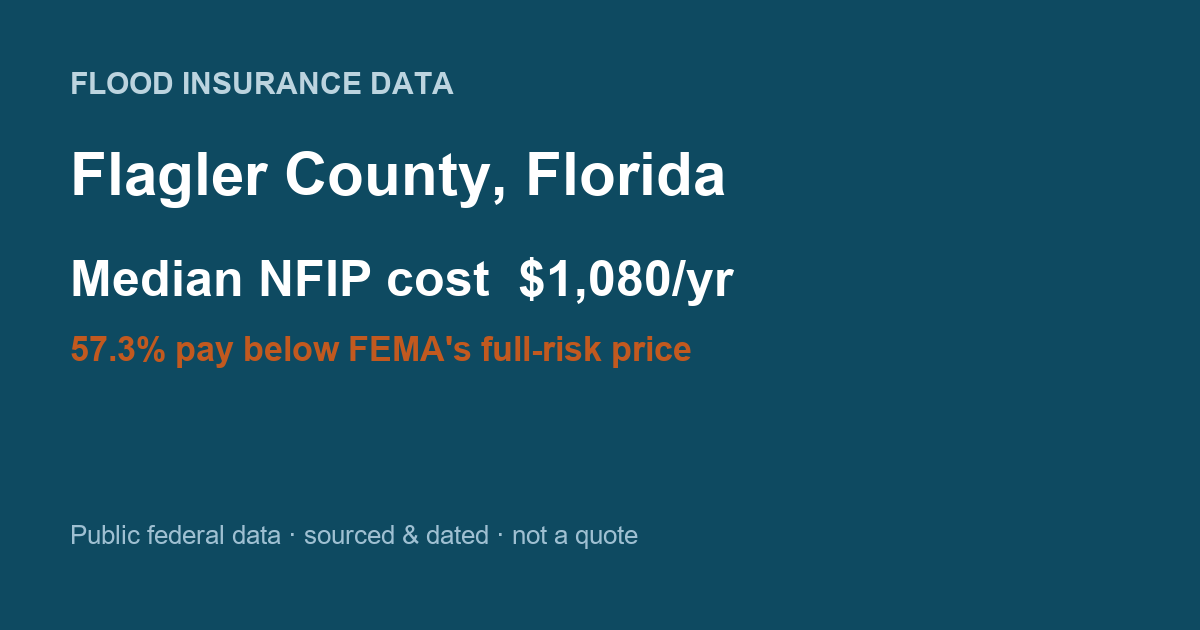 FLOOD INSURANCE DATA
Flagler County, Florida
Median NFIP cost  $1,080/yr
57.3% pay below FEMA's full-risk price
Public federal data · sourced & dated · not a quote